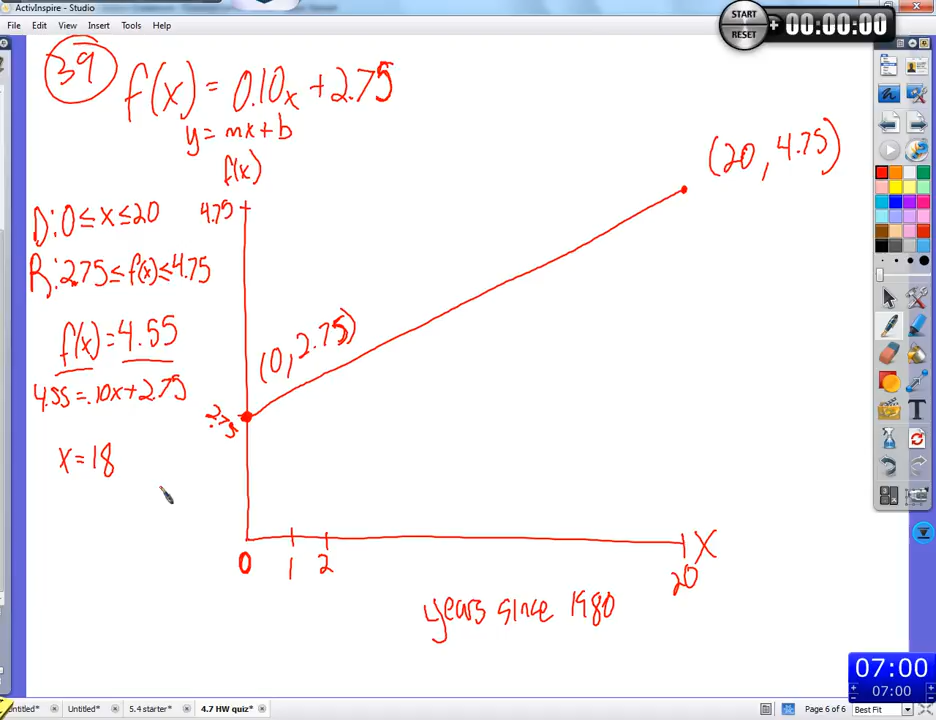 ActivInspire - Studio
File Edit View Insert Tools Help
START
RESET
00:00:00
39
f(x) = 0.10x + 2.75
y = mx + b
f(x)
(20, 4.75)
4.75
D: 0 ≤ x ≤ 20
R: 2.75 ≤ f(x) ≤ 4.75
f(x) = 4.55
(0, 2.75)
4.55 = .10x + 2.75
2.75
x = 18
0 1 2 20 X
years since 1980
07:00
07:00
ntitled* Untitled* 5.4 starter* 4.7 HW quiz* Page 6 of 6 Best Fit